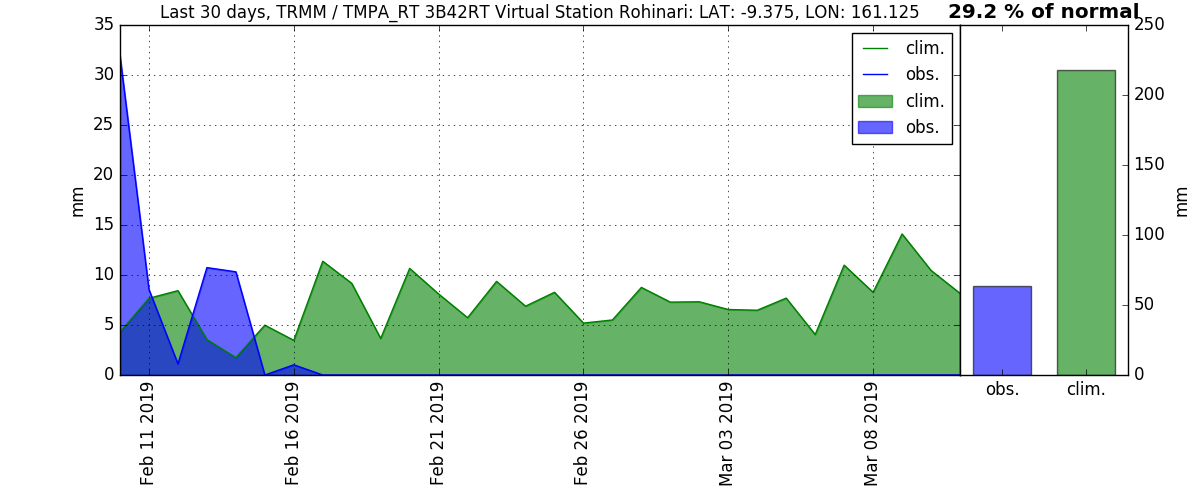 Last 30 days, TRMM / TMPA_RT 3B42RT Virtual Station Rohinari: LAT: -9.375, LON: 161.125
29.2 % of normal
35
30
25
20
15
10
5
0
mm
clim.
obs.
clim.
obs.
Feb 11 2019
Feb 16 2019
Feb 21 2019
Feb 26 2019
Mar 03 2019
Mar 08 2019
250
200
150
100
50
0
mm
obs.
clim.